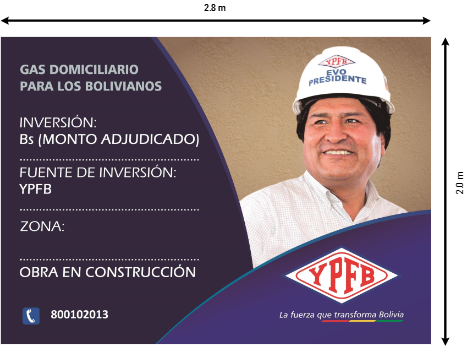 2.8 m
GAS DOMICILIARIO
PARA LOS BOLIVIANOS
INVERSIÓN:
Bs (MONTO ADJUDICADO)
FUENTE DE INVERSIÓN:
YPFB
ZONA:
OBRA EN CONSTRUCCIÓN
800102013
YPFB
EVO
PRESIDENTE
YPFB
La fuerza que transforma Bolivia
2.0 m